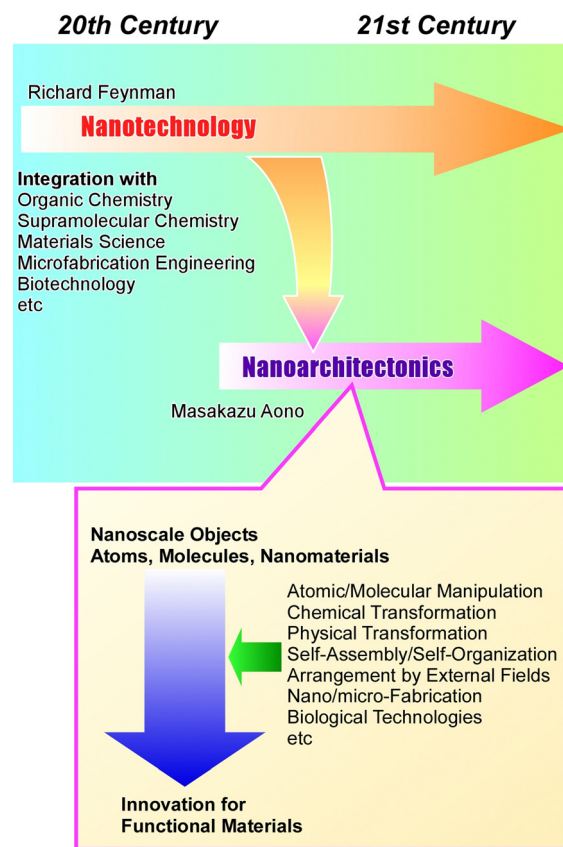 20th Century
21st Century
Richard Feynman
Nanotechnology
Integration with
Organic Chemistry
Supramolecular Chemistry
Materials Science
Microfabrication Engineering
Biotechnology
etc
Nanoarchitectonics
Masakazu Aono
Nanoscale Objects
Atoms, Molecules, Nanomaterials
Atomic/Molecular Manipulation
Chemical Transformation
Physical Transformation
Self-Assembly/Self-Organization
Arrangement by External Fields
Nano/micro-Fabrication
Biological Technologies
etc
Innovation for
Functional Materials